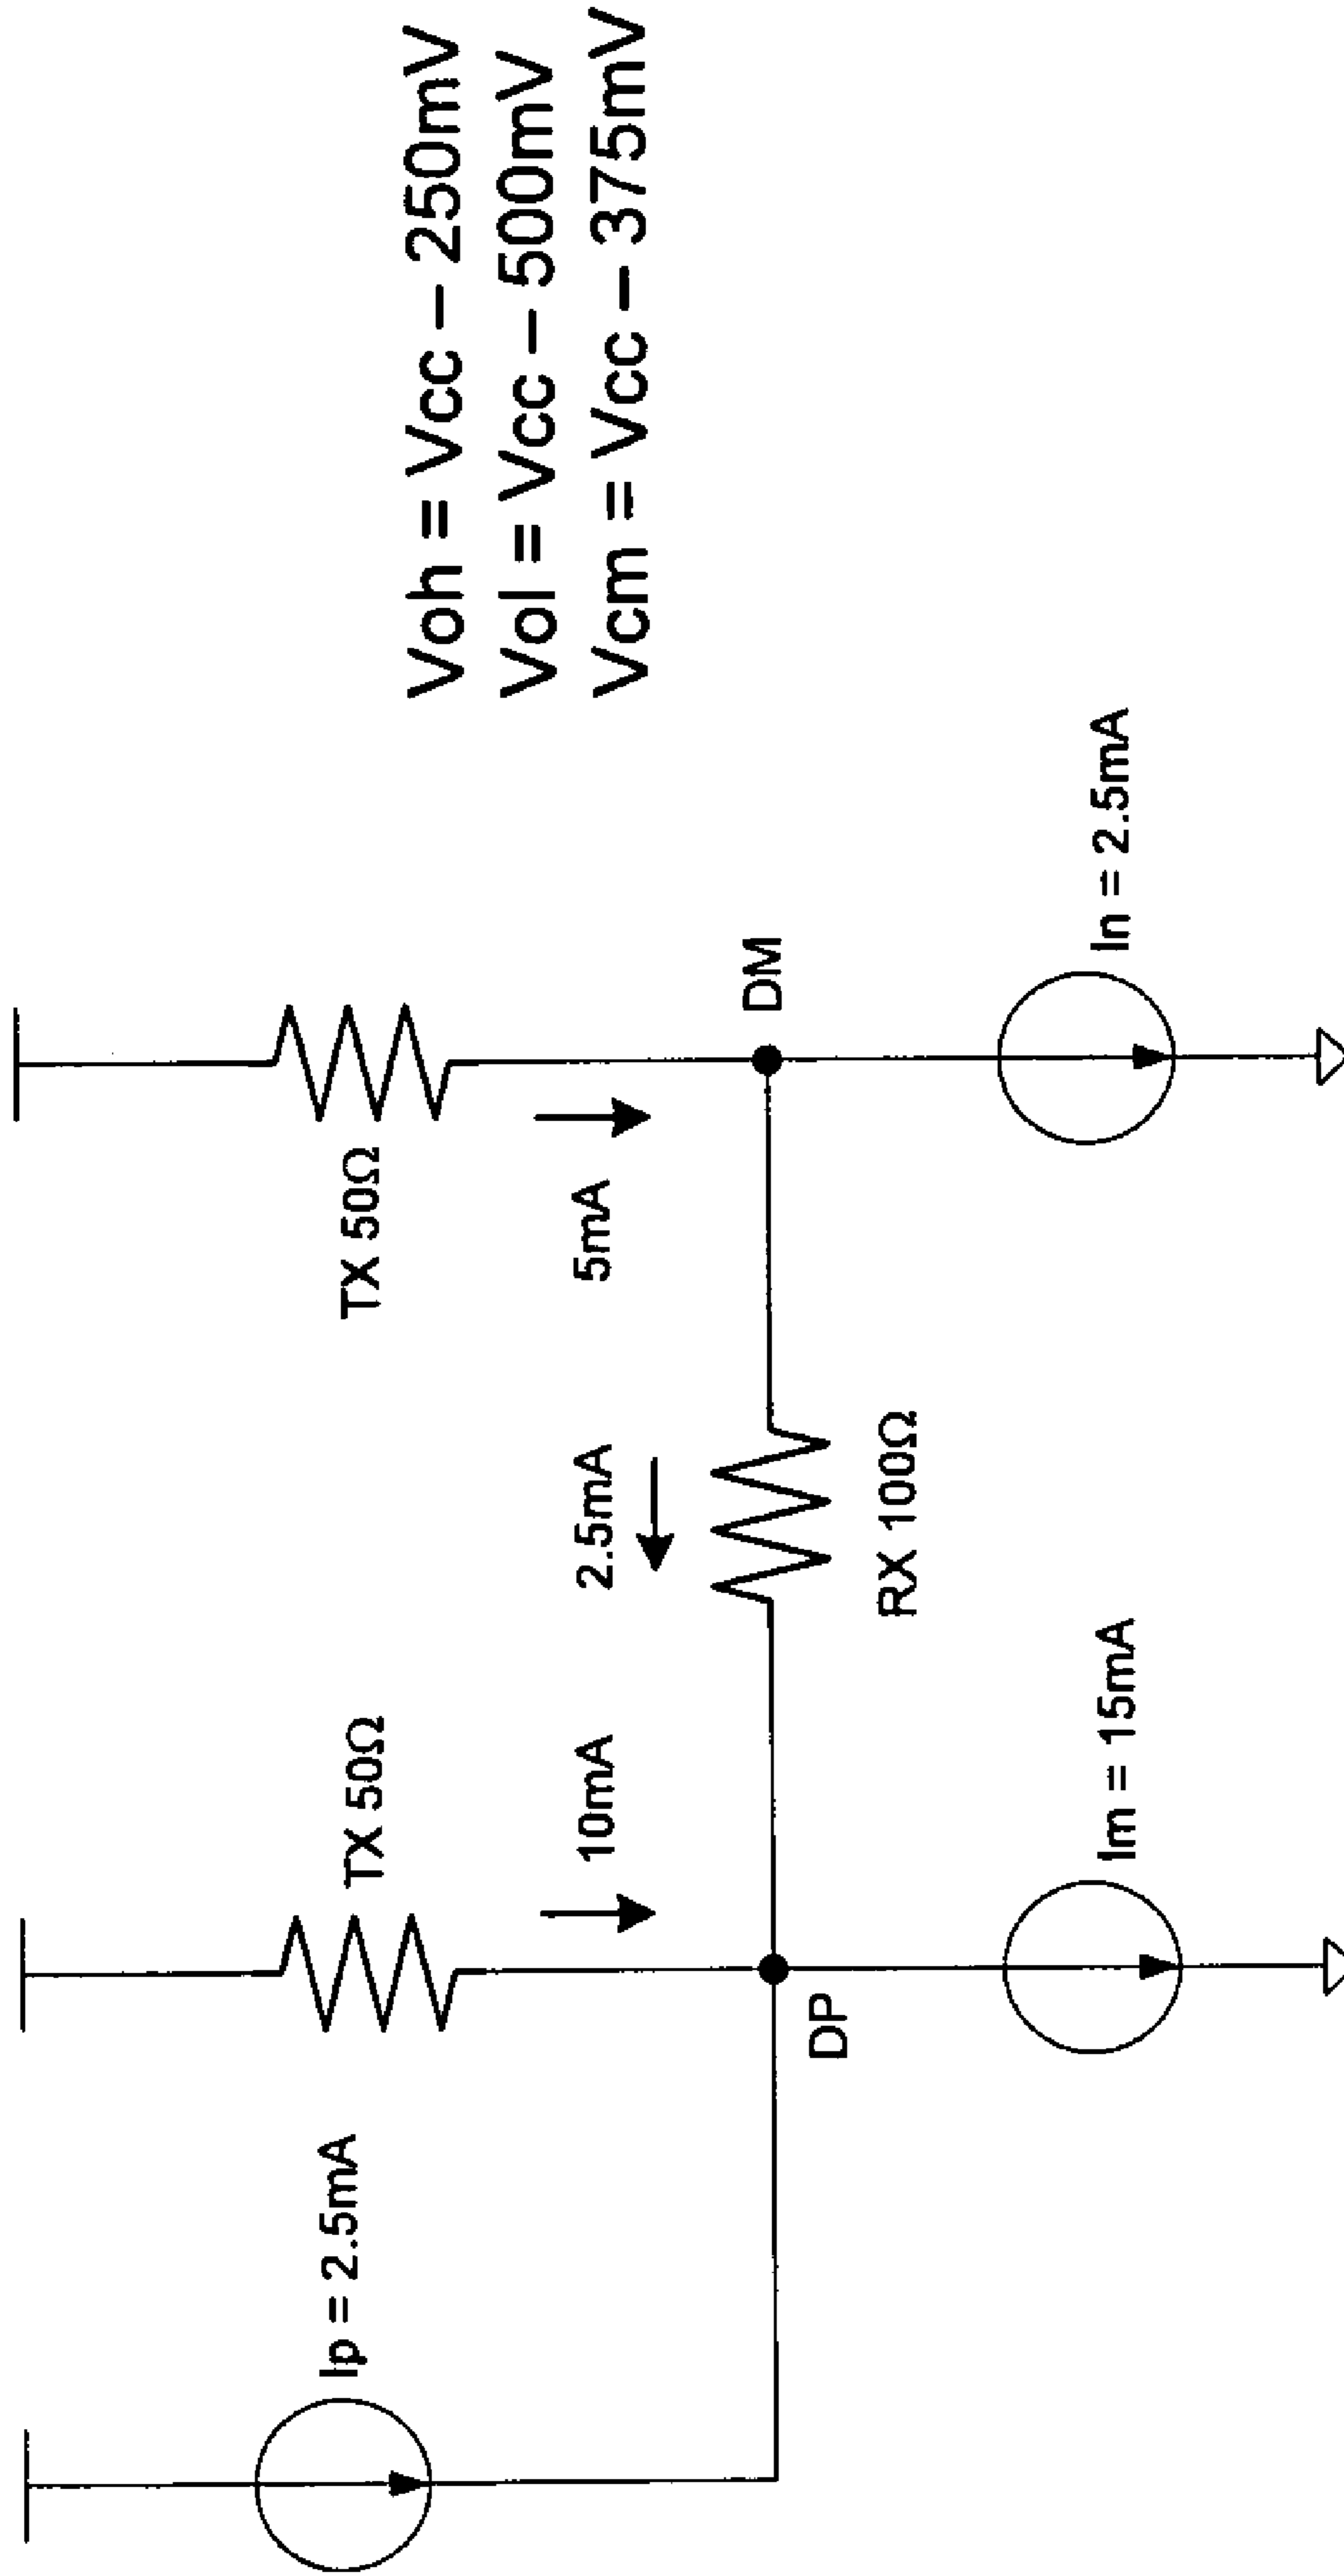 Ip = 2.5mA
TX 50Ω
TX 50Ω
10mA
2.5mA
5mA
DP
DM
RX 100Ω
Im = 15mA
In = 2.5mA
Voh = Vcc – 250mV
Vol = Vcc – 500mV
Vcm = Vcc – 375mV